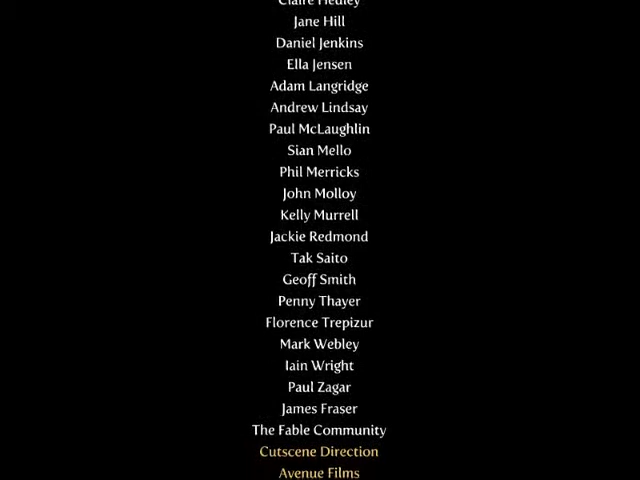 Claire Hedley
Jane Hill
Daniel Jenkins
Ella Jensen
Adam Langridge
Andrew Lindsay
Paul McLaughlin
Sian Mello
Phil Merricks
John Molloy
Kelly Murrell
Jackie Redmond
Tak Saito
Geoff Smith
Penny Thayer
Florence Trepizur
Mark Webley
Iain Wright
Paul Zagar
James Fraser
The Fable Community
Cutscene Direction
Avenue Films